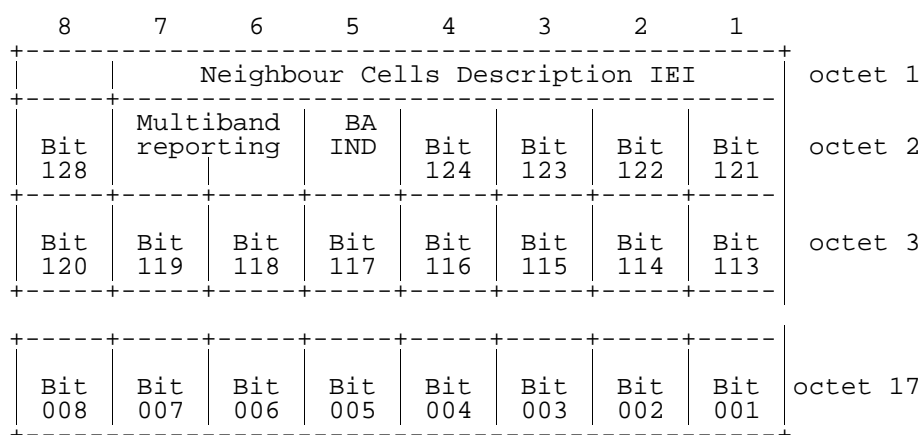 8 7 6 5 4 3 2 1
Neighbour Cells Description IEI octet 1
Multiband BA
Bit reporting IND Bit Bit Bit Bit octet 2
128 124 123 122 121
Bit Bit Bit Bit Bit Bit Bit Bit octet 3
120 119 118 117 116 115 114 113
Bit Bit Bit Bit Bit Bit Bit Bit octet 17
008 007 006 005 004 003 002 001